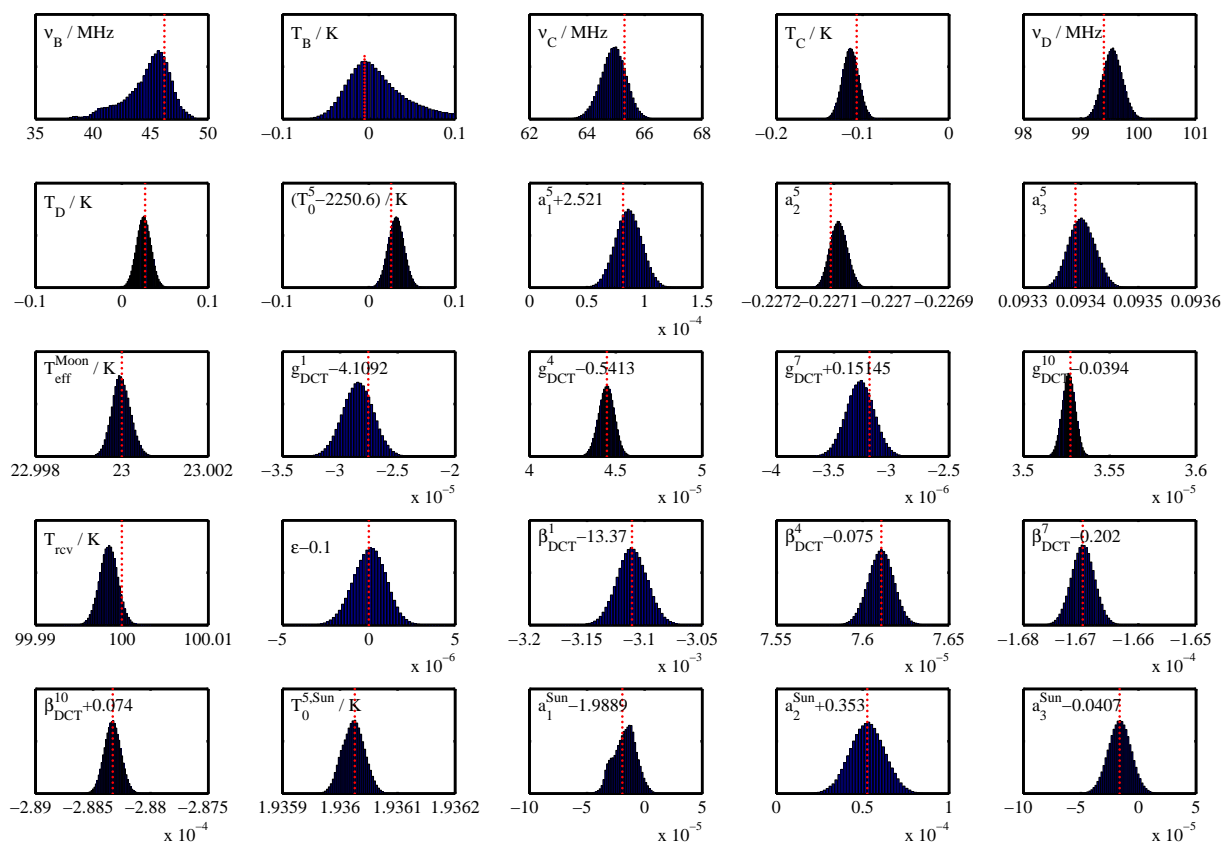 ν_B / MHz
35 40 45 50
T_B / K
−0.1 0 0.1
ν_C / MHz
62 64 66 68
T_C / K
−0.2 −0.1 0
ν_D / MHz
98 99 100 101
T_D / K
−0.1 0 0.1
(T_0^5−2250.6) / K
−0.1 0 0.1
a_1^5+2.521
0 0.5 1 1.5
x 10^−4
a_2^5
−0.2272 −0.2271 −0.227 −0.2269
a_3^5
0.0933 0.0934 0.0935 0.0936
T_eff^Moon / K
22.998 23 23.002
g_DCT^1−4.1092
−3.5 −3 −2.5 −2
x 10^−5
g_DCT^4−0.5413
4 4.5 5
x 10^−5
g_DCT^7+0.15145
−4 −3.5 −3 −2.5
x 10^−6
g_DCT^10−0.0394
3.5 3.55 3.6
x 10^−5
T_rcv / K
99.99 100 100.01
ε−0.1
−5 0 5
x 10^−6
β_DCT^1−13.37
−3.2 −3.15 −3.1 −3.05
x 10^−3
β_DCT^4−0.075
7.55 7.6 7.65
x 10^−5
β_DCT^7−0.202
−1.68 −1.67 −1.66 −1.65
x 10^−4
β_DCT^10+0.074
−2.89 −2.885 −2.88 −2.875
x 10^−4
T_0^5,Sun / K
1.9359 1.936 1.9361 1.9362
a_1^Sun−1.9889
−10 −5 0 5
x 10^−5
a_2^Sun+0.353
0 0.5 1
x 10^−4
a_3^Sun−0.0407
−10 −5 0 5
x 10^−5